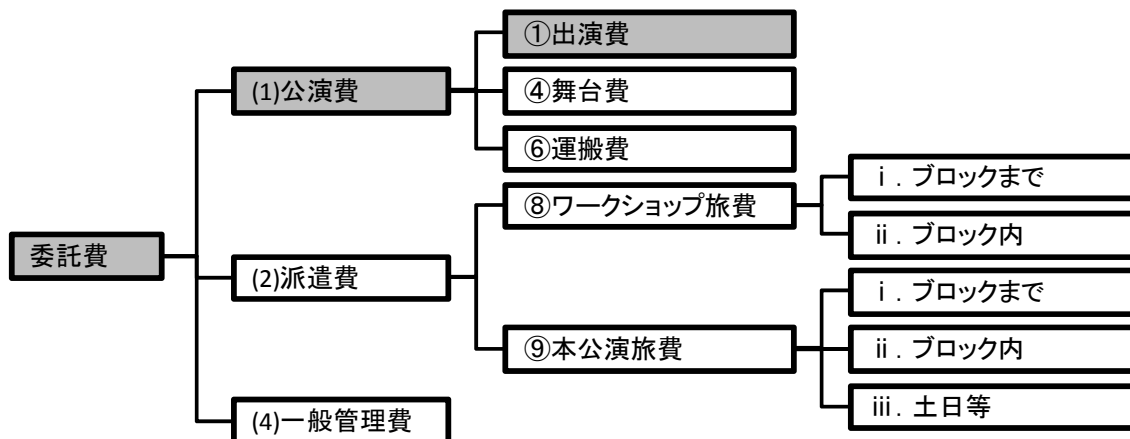 ①出演費
(1)公演費
④舞台費
⑥運搬費
ⅰ．ブロックまで
⑧ワークショップ旅費
ⅱ．ブロック内
委託費
(2)派遣費
ⅰ．ブロックまで
⑨本公演旅費
ⅱ．ブロック内
ⅲ．土日等
(4)一般管理費